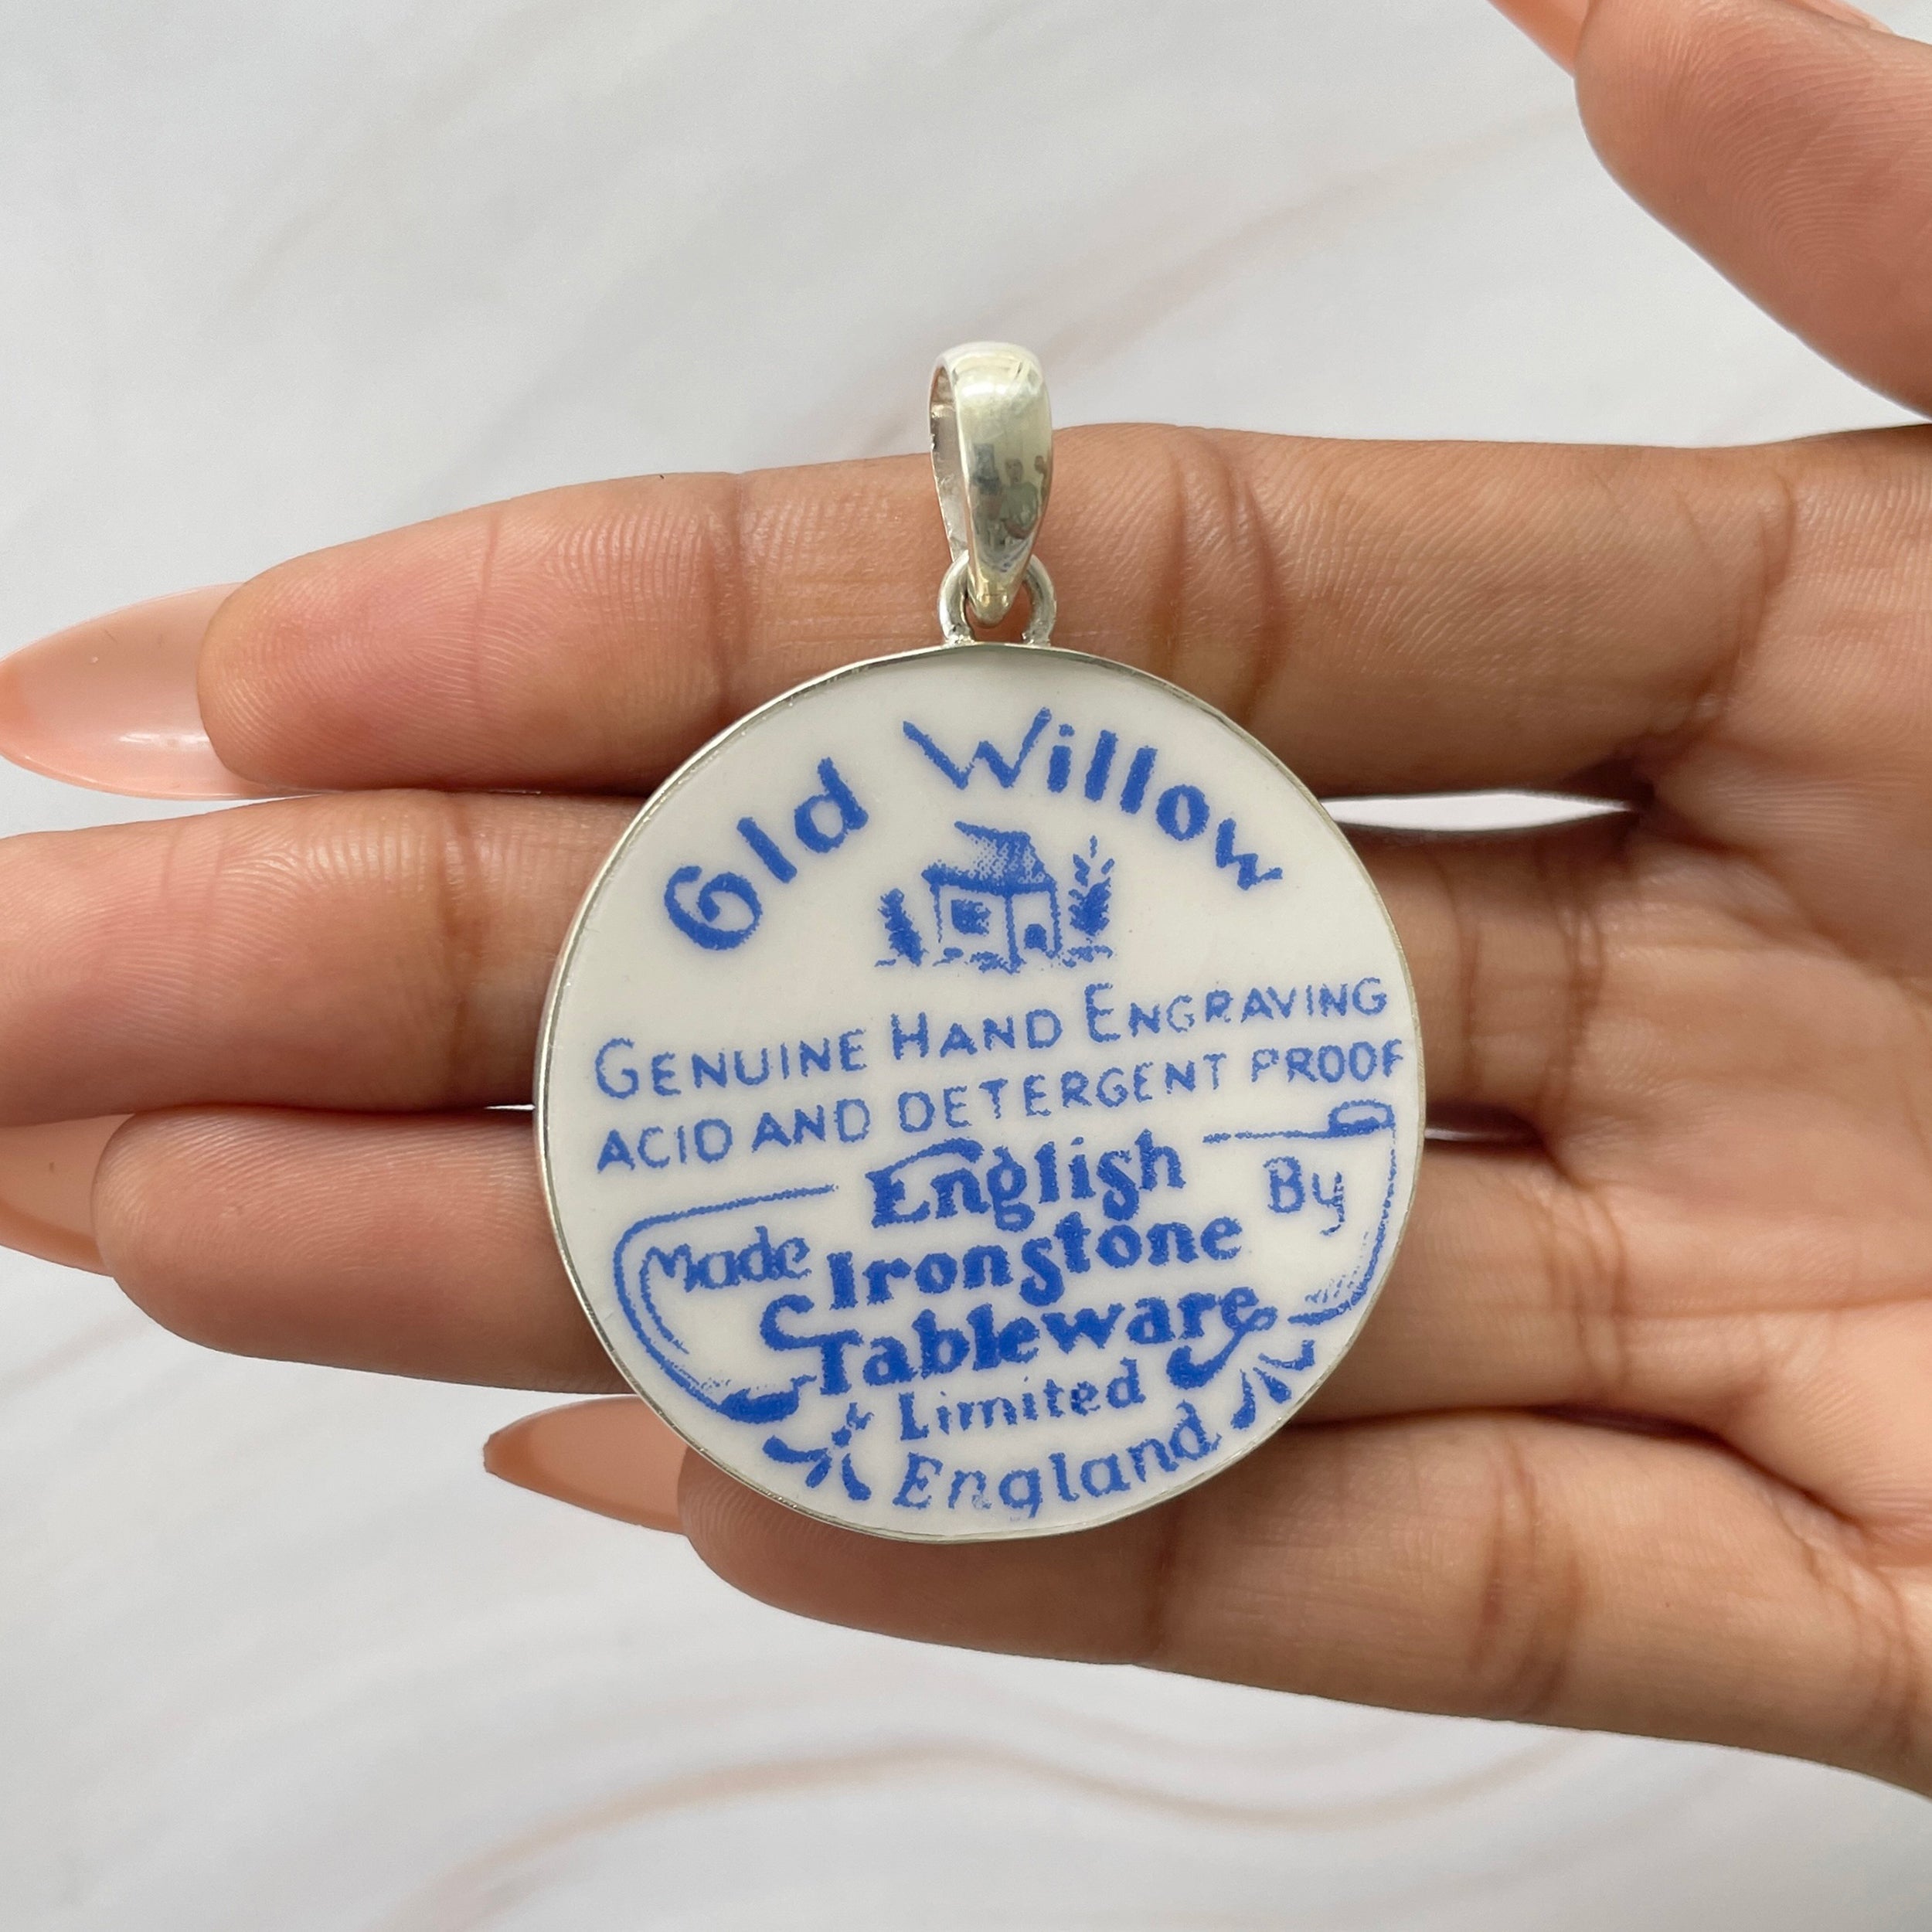 Old Willow
GENUINE HAND ENGRAVING
ACID AND DETERGENT PROOF
Made English By
Ironstone
Tableware
Limited
England